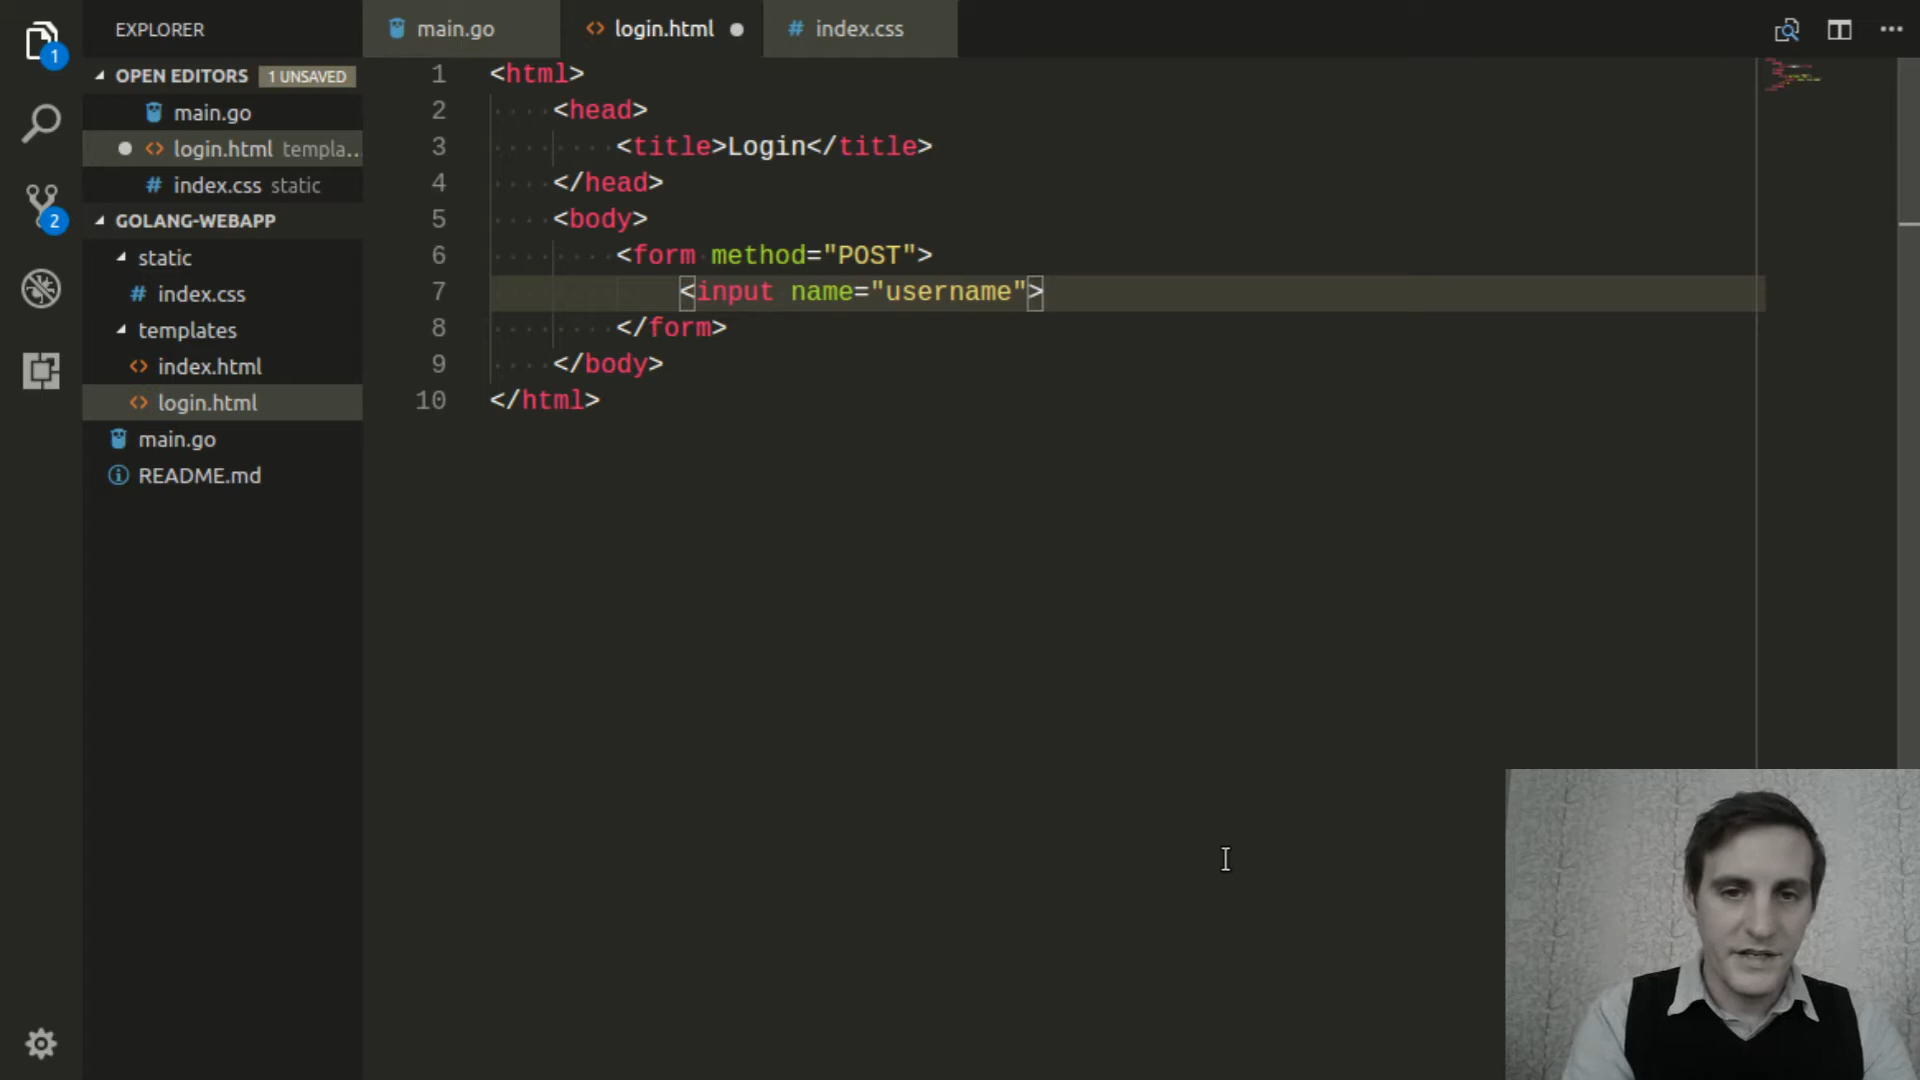 EXPLORER
OPEN EDITORS 1 UNSAVED
main.go
login.html templa...
index.css static
GOLANG-WEBAPP
static
index.css
templates
index.html
login.html
main.go
README.md
1
2
main.go
login.html
index.css
1 <html>
2 <head>
3 <title>Login</title>
4 </head>
5 <body>
6 <form method="POST">
7 <input name="username">
8 </form>
9 </body>
10 </html>